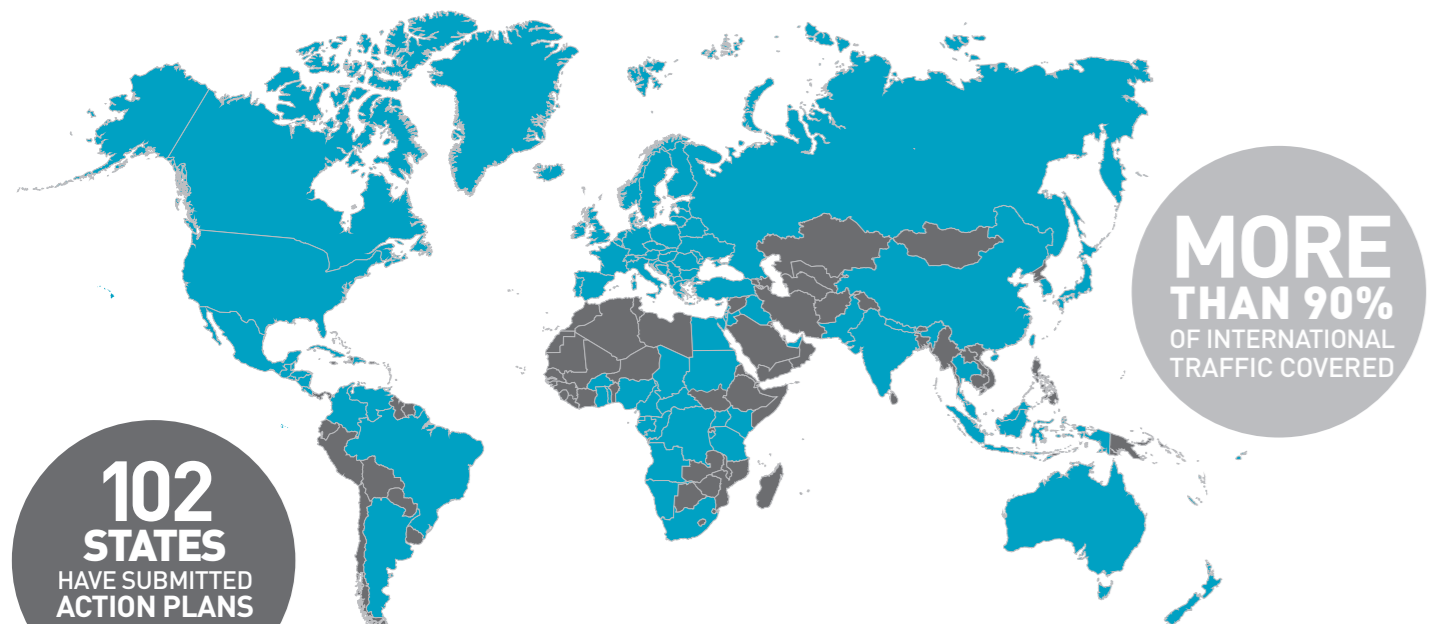 MORE
THAN 90%
OF INTERNATIONAL
TRAFFIC COVERED
102
STATES
HAVE SUBMITTED
ACTION PLANS